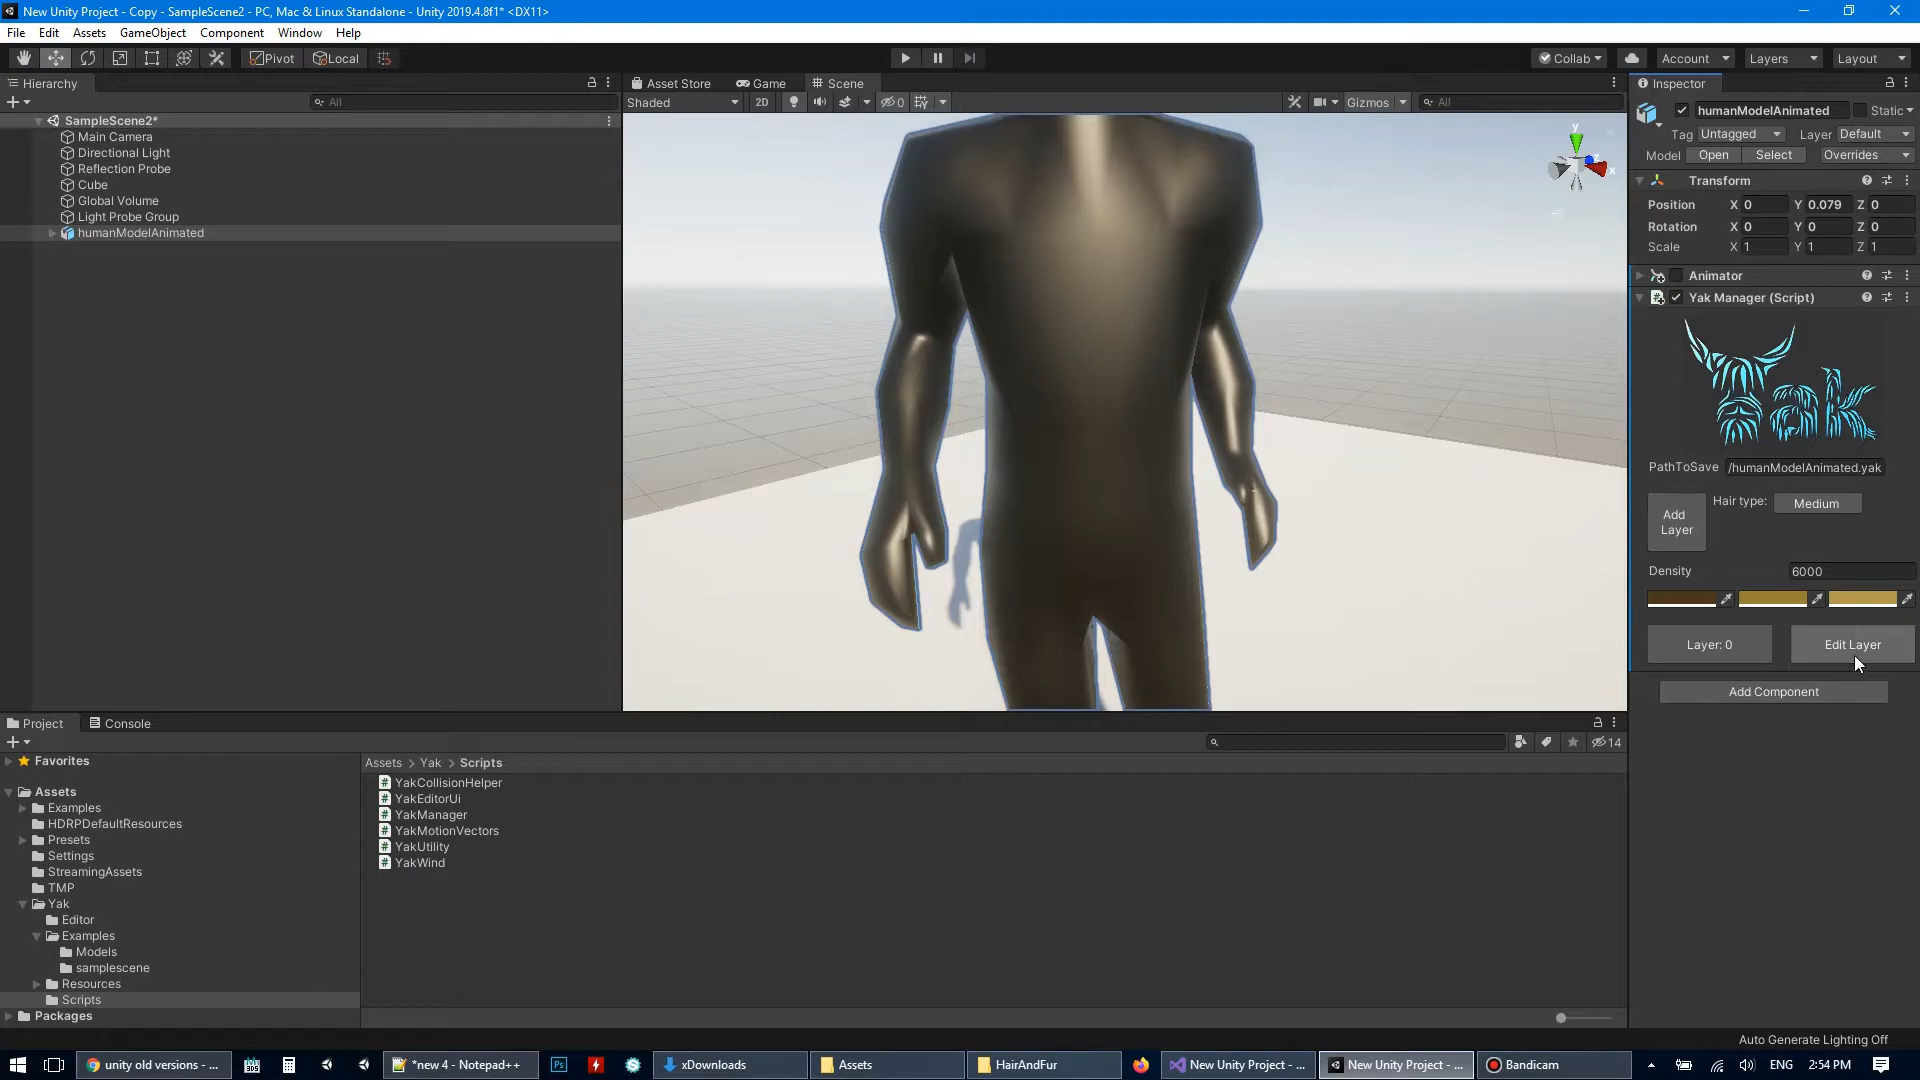 New Unity Project - Copy - SampleScene2 - PC, Mac & Linux Standalone - Unity 2019.4.8f1* <DX11>
File Edit Assets GameObject Component Window Help
Pivot Local Collab Account Layers Layout
Hierarchy
All
SampleScene2*
Main Camera
Directional Light
Reflection Probe
Cube
Global Volume
Light Probe Group
humanModelAnimated
Asset Store Game Scene
Shaded 2D 0 Gizmos All
y
x
Inspector
humanModelAnimated Static
Tag Untagged Layer Default
Model Open Select Overrides
Transform
Position X 0 Y 0.079 Z 0
Rotation X 0 Y 0 Z 0
Scale X 1 Y 1 Z 1
Animator
Yak Manager (Script)
Yak
PathToSave /humanModelAnimated.yak
Add Layer
Hair type: Medium
Density 6000
Layer: 0 Edit Layer
Add Component
Project Console
14
Favorites
Assets
Examples
HDRPDefaultResources
Presets
Settings
StreamingAssets
TMP
Yak
Editor
Examples
Models
samplescene
Resources
Scripts
Packages
Assets > Yak > Scripts
YakCollisionHelper
YakEditorUi
YakManager
YakMotionVectors
YakUtility
YakWind
Auto Generate Lighting Off
unity old versions - ... *new 4 - Notepad++ Ps xDownloads Assets HairAndFur New Unity Project - ... New Unity Project - ... Bandicam ENG 2:54 PM